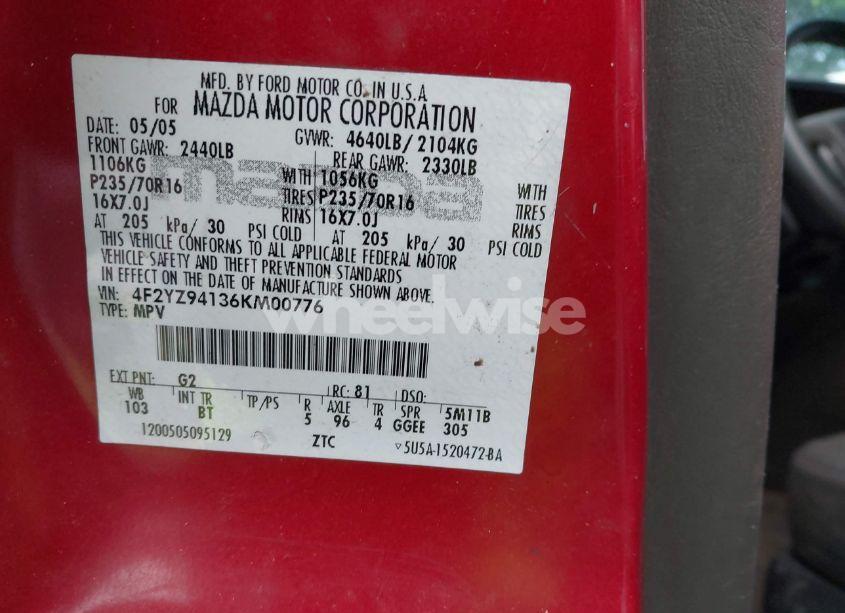 MFD. BY FORD MOTOR CO. IN U.S.A
FOR MAZDA MOTOR CORPORATION
DATE: 05/05 GVWR: 4640LB/ 2104KG
FRONT GAWR: 2440LB REAR GAWR: 2330LB
1106KG WITH 1056KG WITH
P235/70R16 TIRES P235/70R16 TIRES
16X7.0J RIMS 16X7.0J RIMS
AT 205 kPa/ 30 PSI COLD AT 205 kPa/ 30 PSI COLD
THIS VEHICLE CONFORMS TO ALL APPLICABLE FEDERAL MOTOR
VEHICLE SAFETY AND THEFT PREVENTION STANDARDS
IN EFFECT ON THE DATE OF MANUFACTURE SHOWN ABOVE.
VIN: 4F2YZ94136KM00776
TYPE: MPV
mazda
wheelwise
EXT PNT: G2 RC: 81 DSO:
WB INT TR TP/PS R AXLE TR SPR 5M11B
103 BT 5 96 4 GGEE 305
1200505095129 ZTC 5U5A-1520472-BA